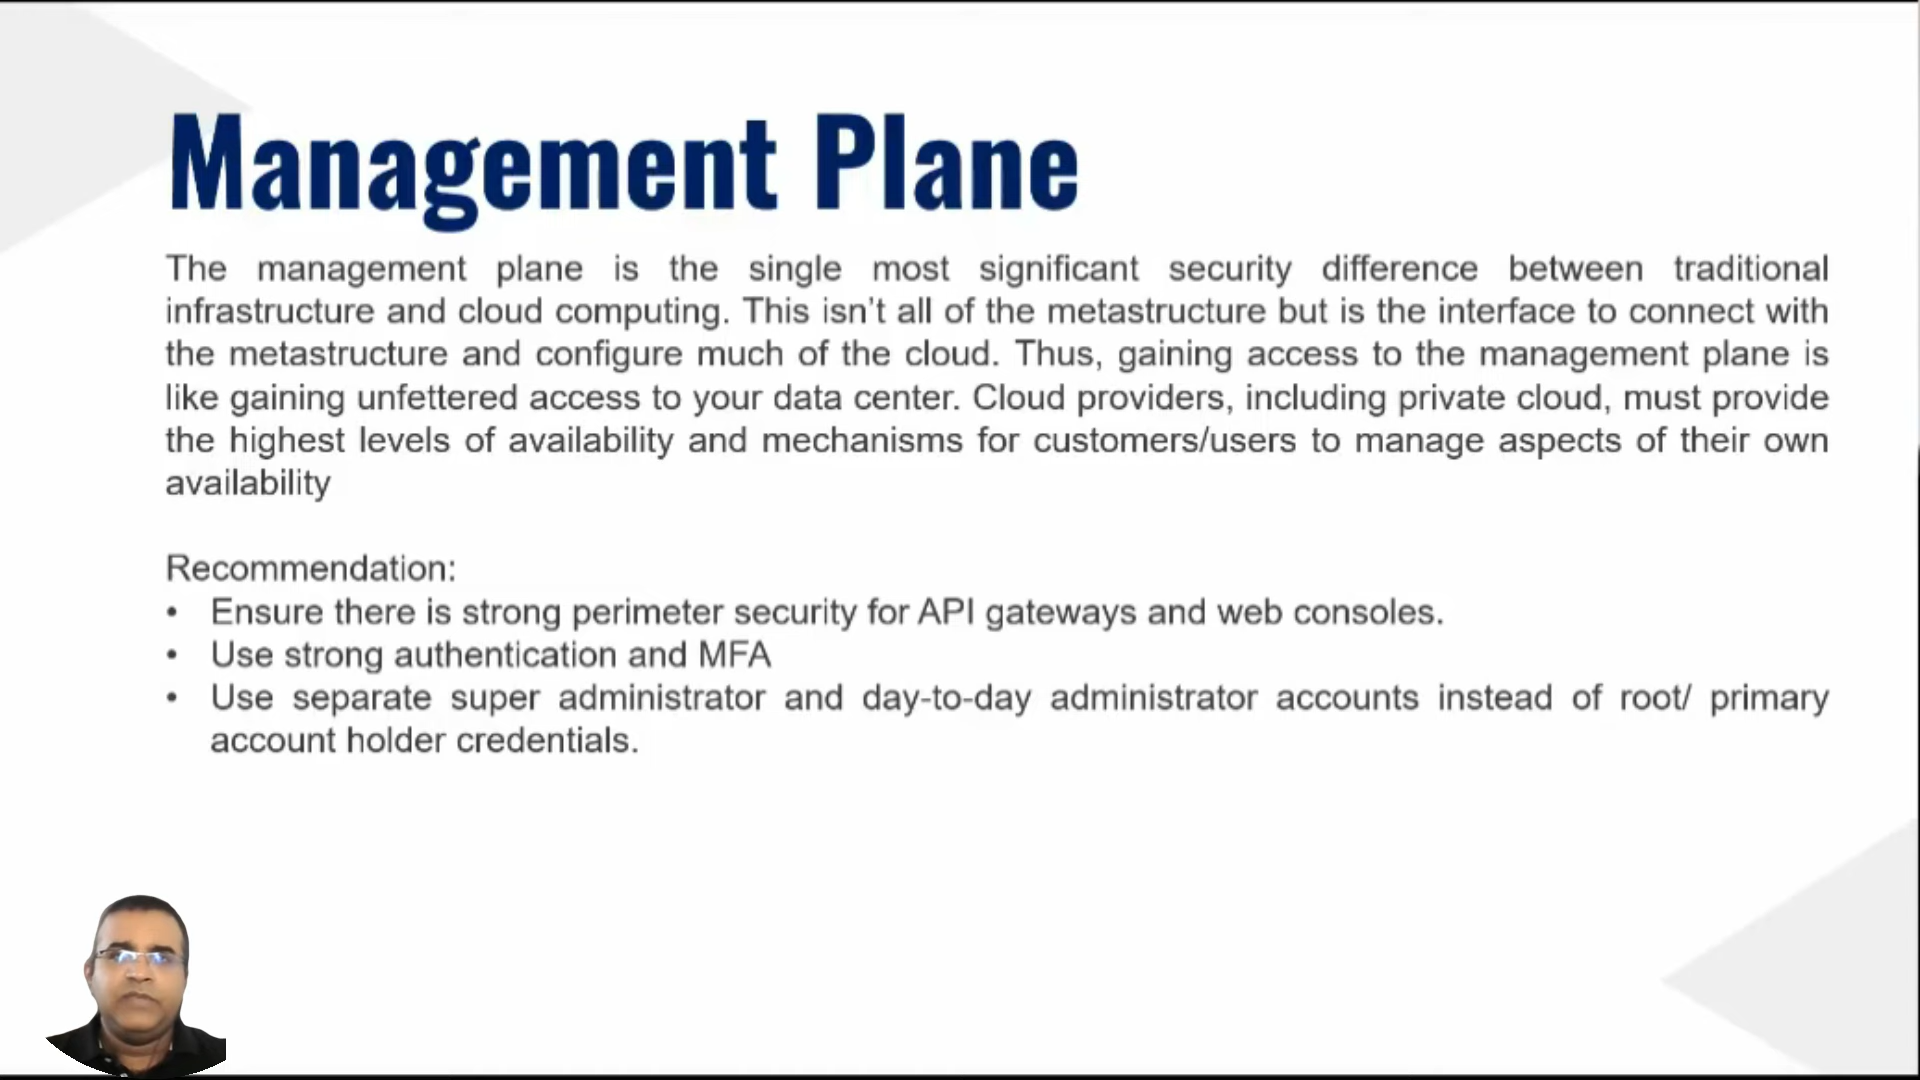 Management Plane
The management plane is the single most significant security difference between traditional
infrastructure and cloud computing. This isn't all of the metastructure but is the interface to connect with
the metastructure and configure much of the cloud. Thus, gaining access to the management plane is
like gaining unfettered access to your data center. Cloud providers, including private cloud, must provide
the highest levels of availability and mechanisms for customers/users to manage aspects of their own
availability
Recommendation:
• Ensure there is strong perimeter security for API gateways and web consoles.
• Use strong authentication and MFA
• Use separate super administrator and day-to-day administrator accounts instead of root/ primary
account holder credentials.